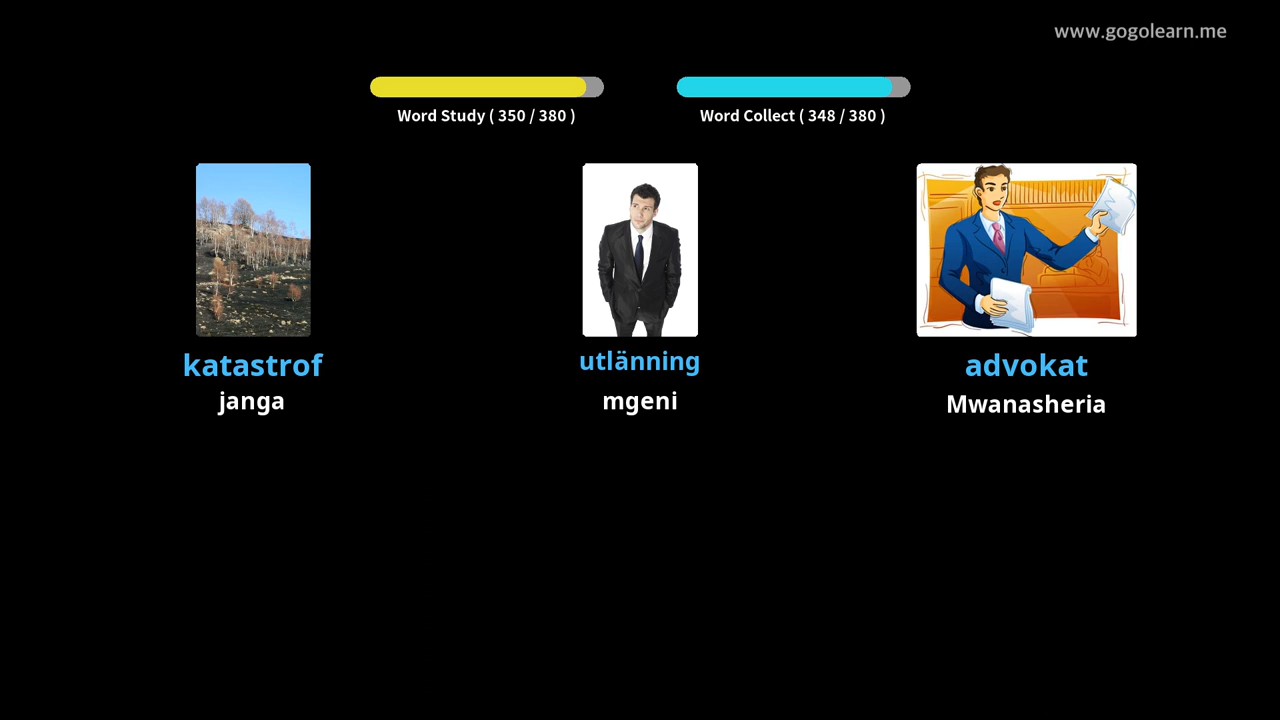 www.gogolearn.me
Word Study ( 350 / 380 )
Word Collect ( 348 / 380 )
katastrof
utlänning
advokat
janga
mgeni
Mwanasheria